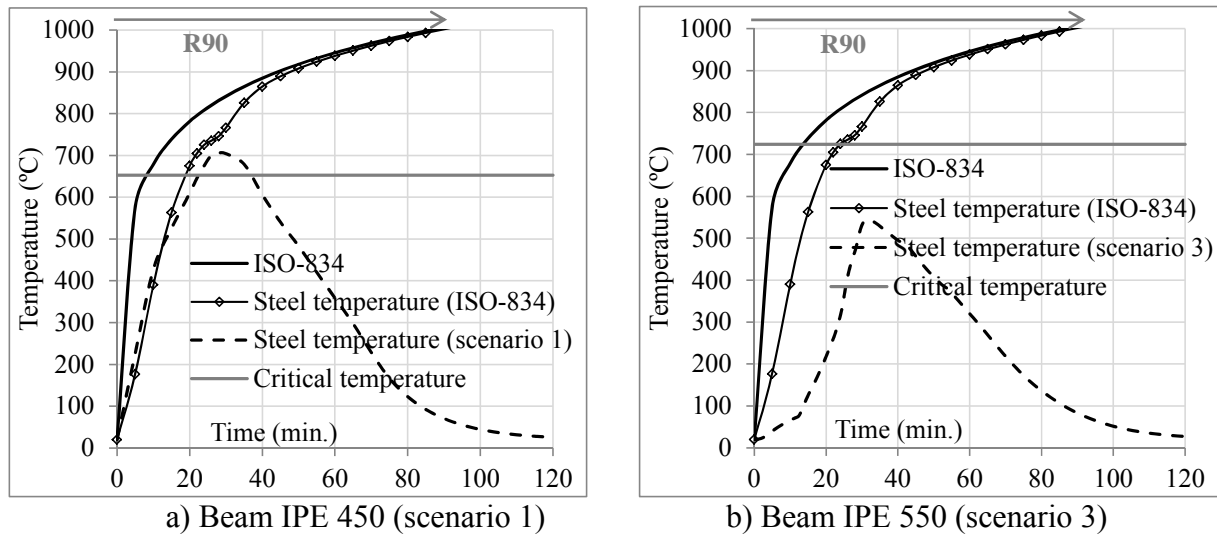 1000
900
800
700
600
500
400
300
200
100
0
Temperature (ºC)
R90
ISO-834
Steel temperature (ISO-834)
Steel temperature (scenario 1)
Critical temperature
Time (min.)
0 20 40 60 80 100 120
a) Beam IPE 450 (scenario 1)
1000
900
800
700
600
500
400
300
200
100
0
Temperature (ºC)
R90
ISO-834
Steel temperature (ISO-834)
Steel temperature (scenario 3)
Critical temperature
Time (min.)
0 20 40 60 80 100 120
b) Beam IPE 550 (scenario 3)